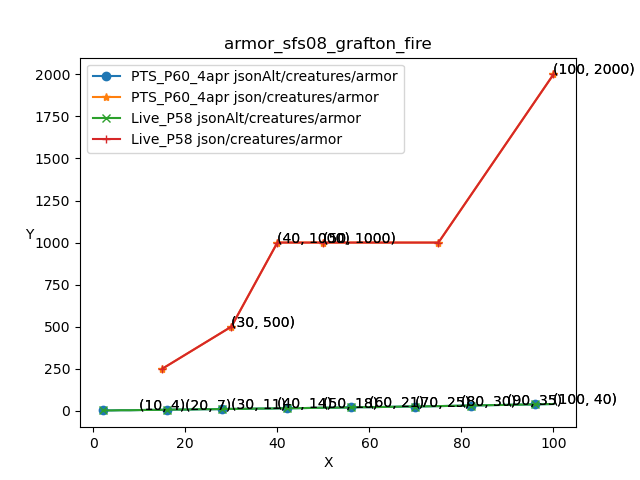 armor_sfs08_grafton_fire
PTS_P60_4apr jsonAlt/creatures/armor
PTS_P60_4apr json/creatures/armor
Live_P58 jsonAlt/creatures/armor
Live_P58 json/creatures/armor
2000
1750
1500
1250
1000
750
500
250
0
Y
(100, 2000)
(40, 1000)
(50, 1000)
(30, 500)
(10, 4)
(20, 7)
(30, 11)
(40, 14)
(50, 18)
(60, 21)
(70, 25)
(80, 30)
(90, 35)
(100, 40)
0 20 40 60 80 100
X